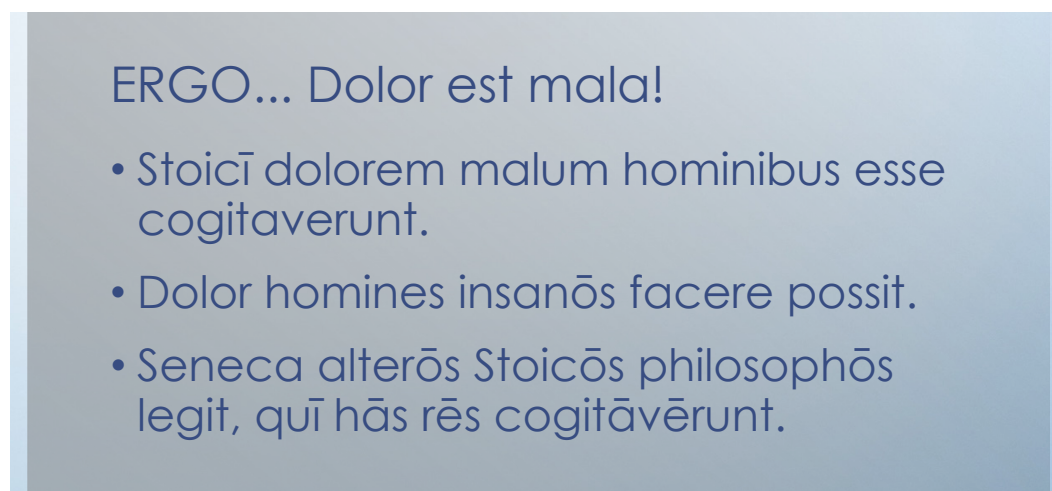 ERGO... Dolor est mala!
• Stoicī dolorem malum hominibus esse
cogitaverunt.
• Dolor homines insanōs facere possit.
• Seneca alterōs Stoicōs philosophōs
legit, quī hās rēs cogitāvērunt.